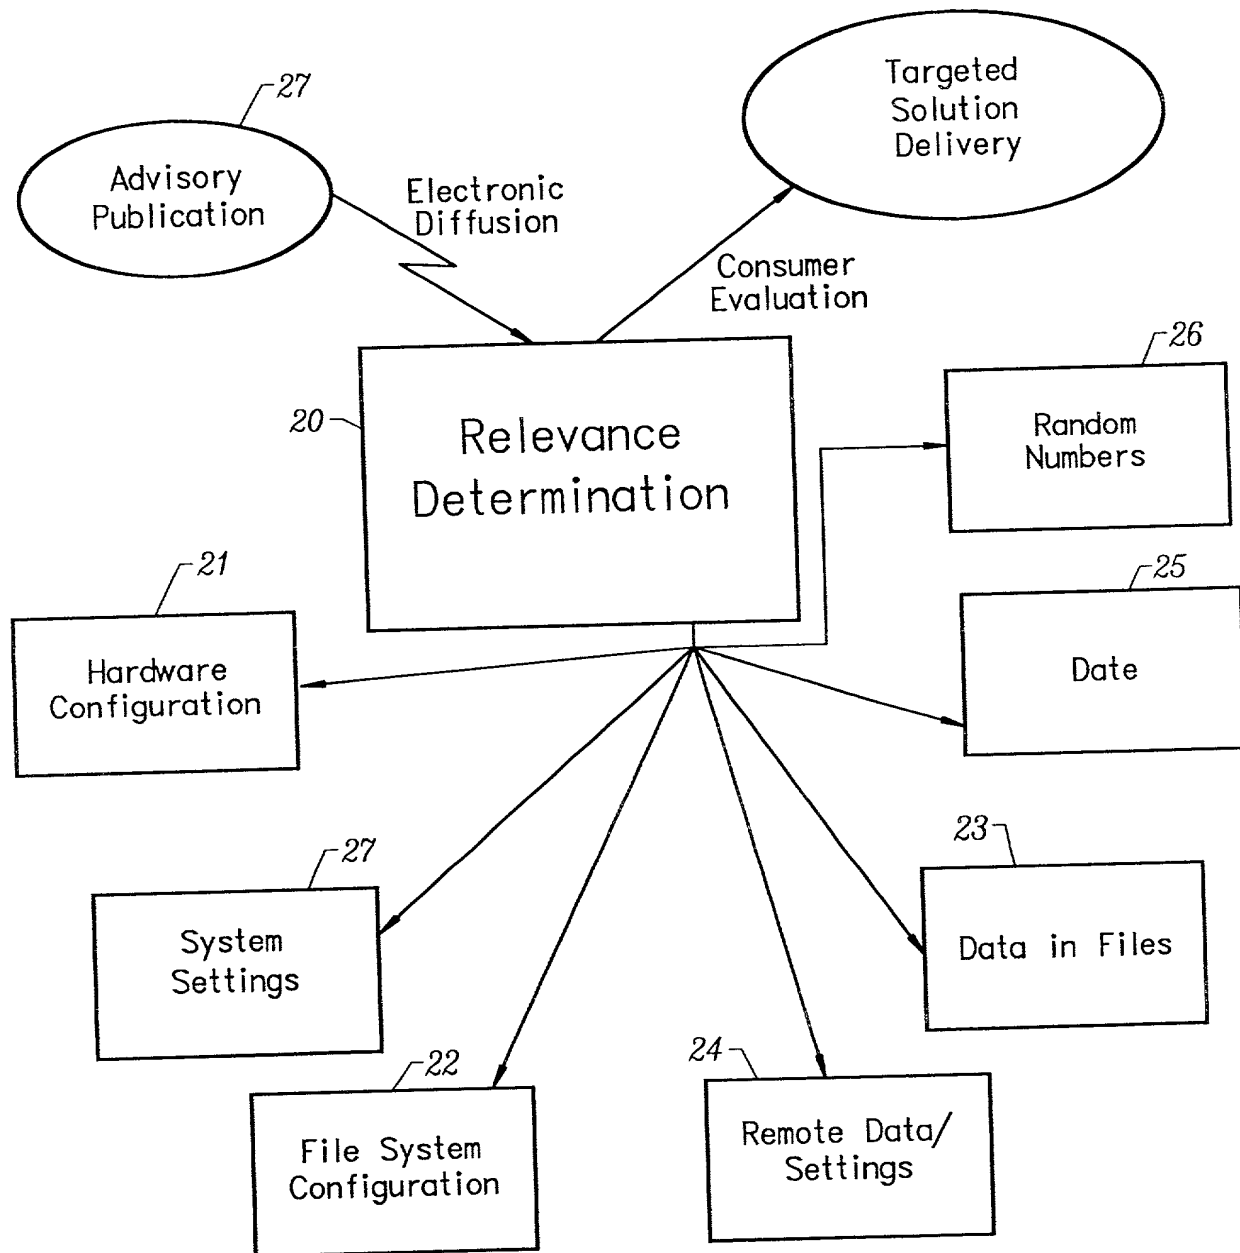 27
Advisory
Publication
Electronic
Diffusion
Targeted
Solution
Delivery
Consumer
Evaluation
20
Relevance
Determination
26
Random
Numbers
21
Hardware
Configuration
25
Date
27
System
Settings
23
Data in Files
22
File System
Configuration
24
Remote Data/
Settings